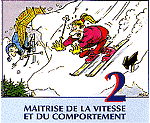 2
MAITRISE DE LA VITESSE
ET DU COMPORTEMENT